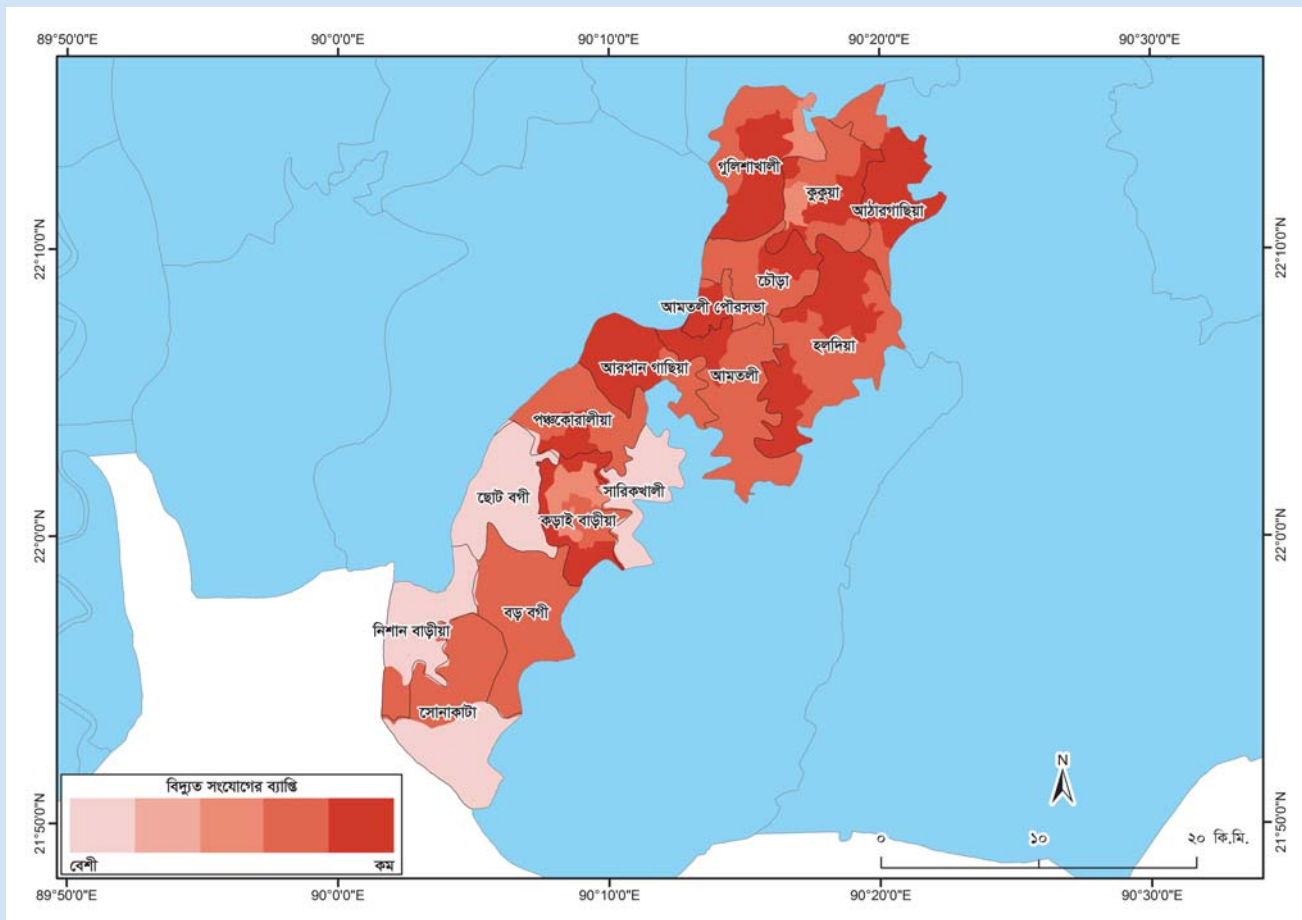 89°50'0"E 90°0'0"E 90°10'0"E 90°20'0"E 90°30'0"E
গুলিশাখালী
কুকুয়া
আঠারগাছিয়া
22°10'0"N 22°10'0"N
চৌড়া
আমতলী পৌরসভা
হলদিয়া
আরপান গাছিয়া
আমতলী
পঞ্চকোরালীয়া
সারিকখালী
ছোট বগী
কড়াই বাড়ীয়া
22°0'0"N 22°0'0"N
বড় বগী
নিশান বাড়ীয়া
সোনাকাটা
N
বিদ্যুত সংযোগের ব্যাপ্তি
বেশী কম
21°50'0"N 21°50'0"N
০ ১০ ২০ কি.মি.
89°50'0"E 90°0'0"E 90°10'0"E 90°20'0"E 90°30'0"E